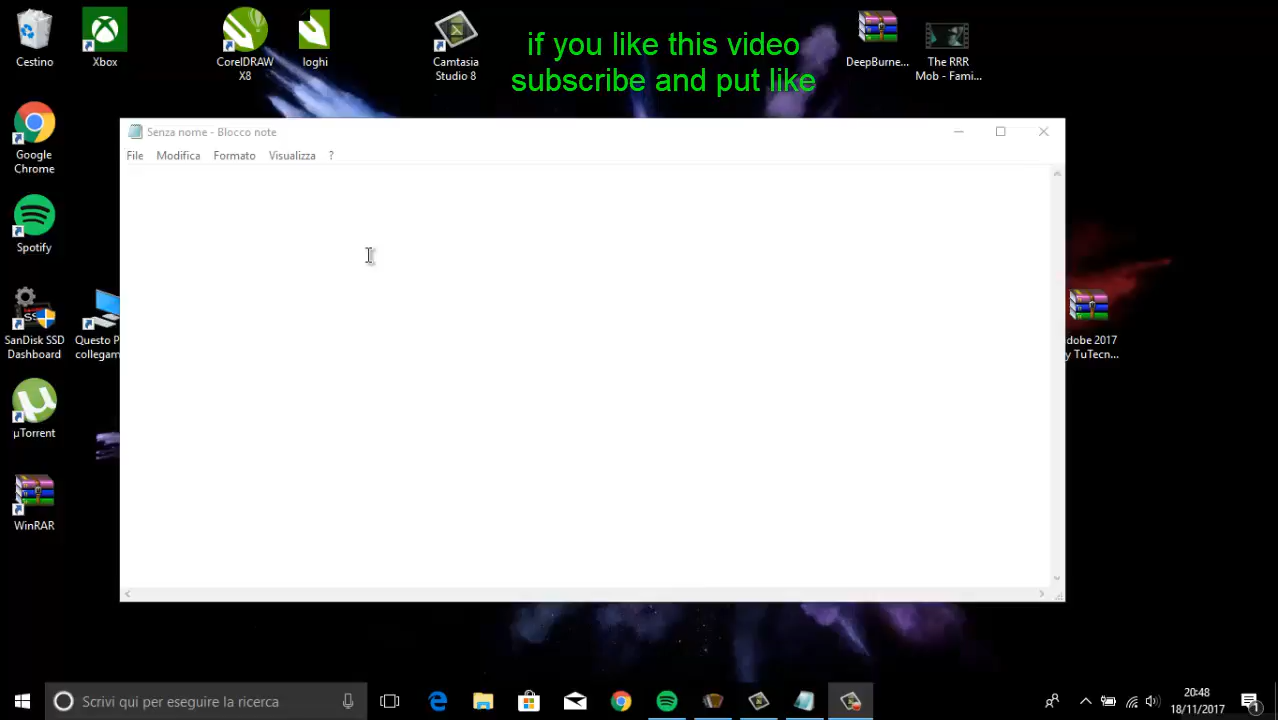 if you like this video
subscribe and put like
Cestino
Xbox
CorelDRAW
X8
loghi
Camtasia
Studio 8
DeepBurne...
The RRR
Mob - Fami...
Senza nome - Blocco note
File Modifica Formato Visualizza ?
Google
Chrome
Spotify
SanDisk SSD
Dashboard
Questo P
collegam
dobe 2017
y TuTecn...
µTorrent
WinRAR
Scrivi qui per eseguire la ricerca
20:48
18/11/2017
1